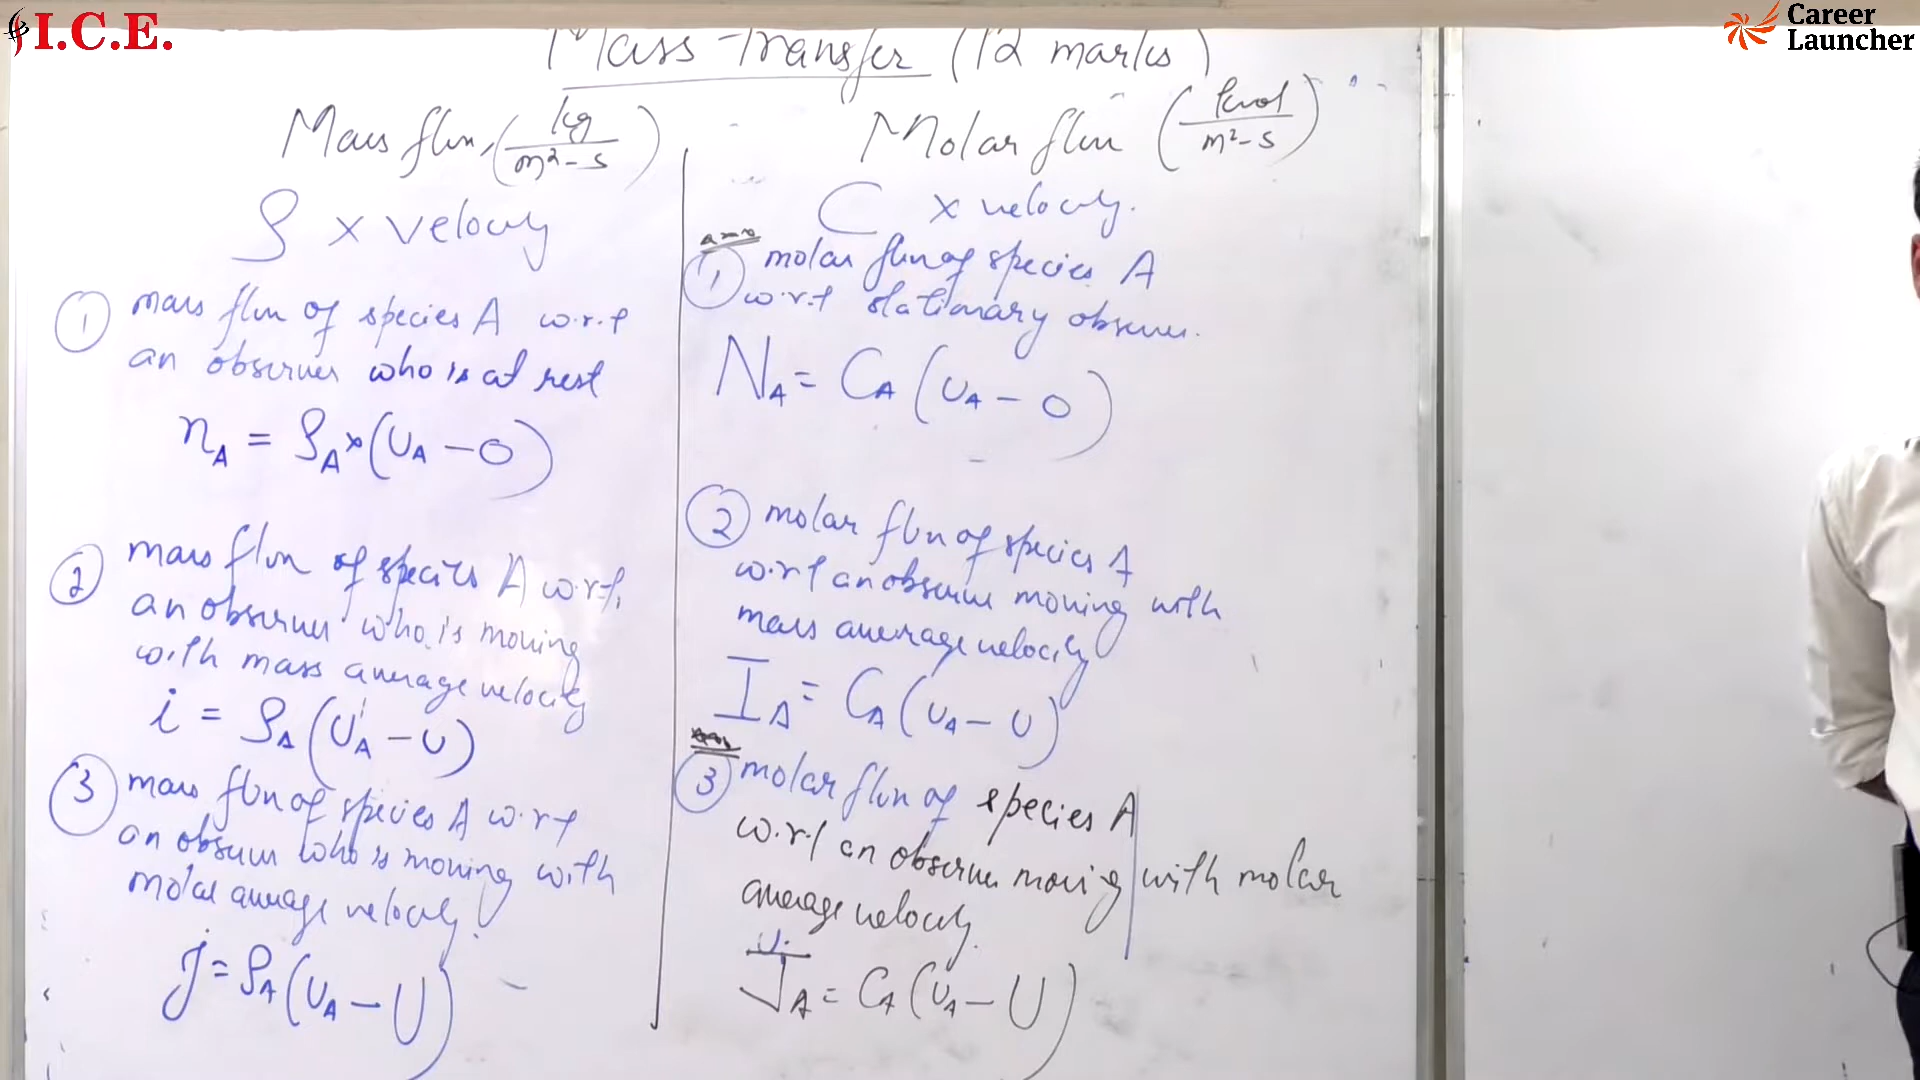 I.C.E.
Career
Launcher
Mass Transfer (12 marks)
Mass flux (kg/m²-s)
ρ × velocity
① mass flux of species A w.r.t
an observer who is at rest
n_A = ρ_A × (U_A - 0)
② mass flux of species A w.r.t.
an observer who is moving
with mass average velocity
i = ρ_A (U_A - U)
③ mass flux of species A w.r.t
an observer who is moving with
molar average velocity.
j = ρ_A (U_A - U)
Molar flux (kmol/m²-s)
C × velocity.
① molar flux of species A
w.r.t stationary observer.
N_A = C_A (U_A - 0)
② molar flux of species A
w.r.t an observer moving with
mass average velocity
I_A = C_A (U_A - U)
③ molar flux of species A
w.r.t an observer moving with molar
average velocity.
J_A = C_A (U_A - U)